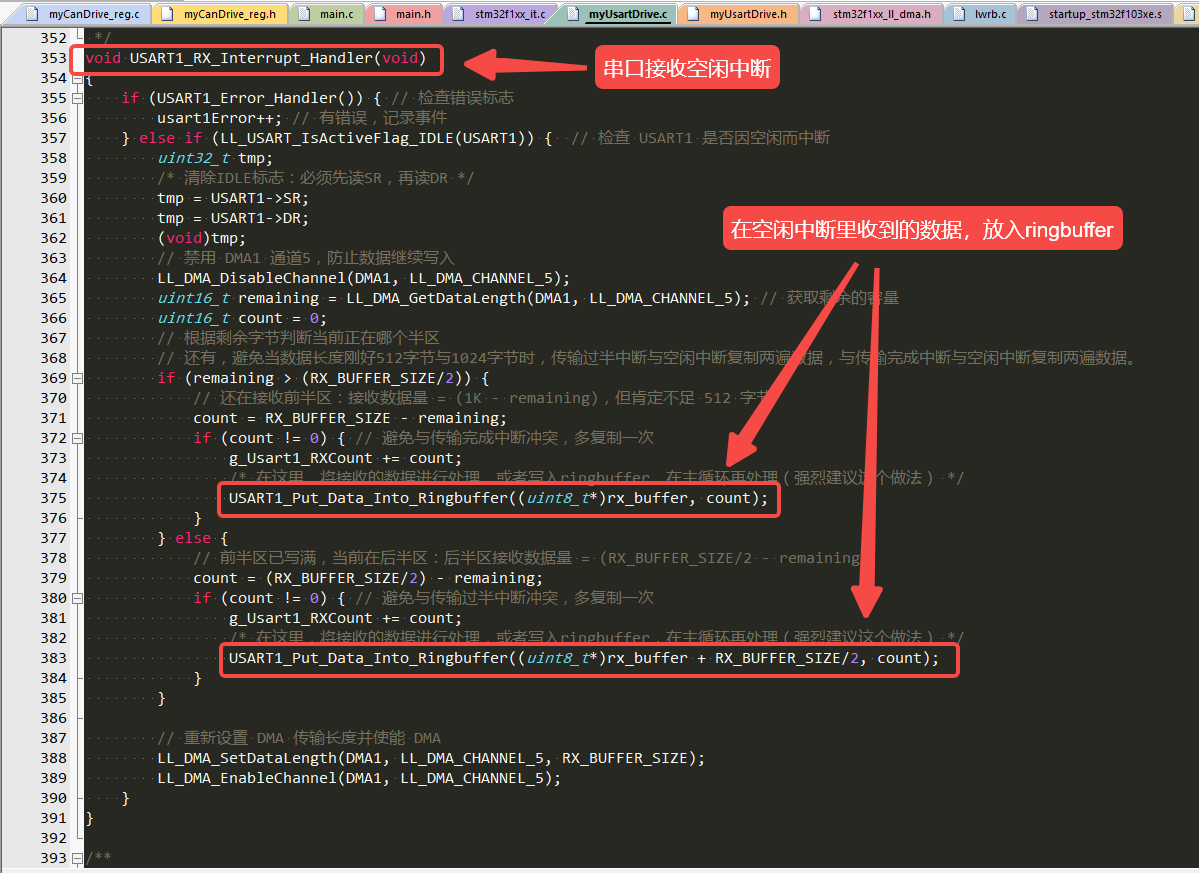 myCanDrive_reg.c myCanDrive_reg.h main.c main.h stm32f1xx_it.c myUsartDrive.c myUsartDrive.h stm32f1xx_ll_dma.h lwrb.c startup_stm32f103xe.s
352 */
353 void USART1_RX_Interrupt_Handler(void)
串口接收空闲中断
354 {
355 if (USART1_Error_Handler()) { // 检查错误标志
356 usart1Error++; // 有错误，记录事件
357 } else if (LL_USART_IsActiveFlag_IDLE(USART1)) { // 检查 USART1 是否因空闲而中断
358 uint32_t tmp;
359 /* 清除IDLE标志：必须先读SR，再读DR */
360 tmp = USART1->SR;
361 tmp = USART1->DR;
362 (void)tmp;
在空闲中断里收到的数据，放入ringbuffer
363 // 禁用 DMA1 通道5，防止数据继续写入
364 LL_DMA_DisableChannel(DMA1, LL_DMA_CHANNEL_5);
365 uint16_t remaining = LL_DMA_GetDataLength(DMA1, LL_DMA_CHANNEL_5); // 获取剩余的容量
366 uint16_t count = 0;
367 // 根据剩余字节判断当前正在哪个半区
368 // 还有，避免当数据长度刚好512字节与1024字节时，传输过半中断与空闲中断复制两遍数据，与传输完成中断与空闲中断复制两遍数据。
369 if (remaining > (RX_BUFFER_SIZE/2)) {
370 // 还在接收前半区：接收数据量 = (1K - remaining)，但肯定不足 512 字节
371 count = RX_BUFFER_SIZE - remaining;
372 if (count != 0) { // 避免与传输完成中断冲突，多复制一次
373 g_Usart1_RXCount += count;
374 /* 在这里，将接收的数据进行处理，或者写入ringbuffer，在主循环再处理（强烈建议这个做法） */
375 USART1_Put_Data_Into_Ringbuffer((uint8_t*)rx_buffer, count);
376 }
377 } else {
378 // 前半区已写满，当前在后半区：后半区接收数据量 = (RX_BUFFER_SIZE/2 - remaining
379 count = (RX_BUFFER_SIZE/2) - remaining;
380 if (count != 0) { // 避免与传输过半中断冲突，多复制一次
381 g_Usart1_RXCount += count;
382 /* 在这里，将接收的数据进行处理，或者写入ringbuffer，在主循环再处理（强烈建议这个做法） */
383 USART1_Put_Data_Into_Ringbuffer((uint8_t*)rx_buffer + RX_BUFFER_SIZE/2, count);
384 }
385 }
386
387 // 重新设置 DMA 传输长度并使能 DMA
388 LL_DMA_SetDataLength(DMA1, LL_DMA_CHANNEL_5, RX_BUFFER_SIZE);
389 LL_DMA_EnableChannel(DMA1, LL_DMA_CHANNEL_5);
390 }
391 }
392
393 /**